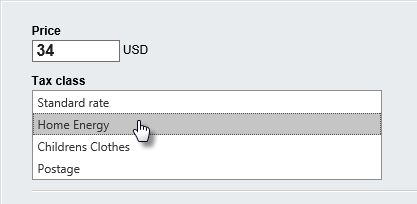 Price
34 USD
Tax class
Standard rate
Home Energy
Childrens Clothes
Postage